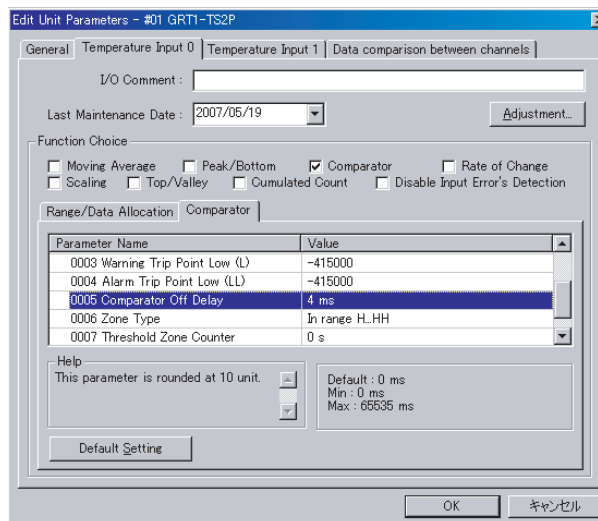 Edit Unit Parameters - #01 GRT1-TS2P
General Temperature Input 0 Temperature Input 1 Data comparison between channels
I/O Comment :
Last Maintenance Date : 2007/05/19 Adjustment...
Function Choice
Moving Average Peak/Bottom Comparator Rate of Change
Scaling Top/Valley Cumulated Count Disable Input Error's Detection
Range/Data Allocation Comparator
Parameter Name Value
0003 Warning Trip Point Low (L) -415000
0004 Alarm Trip Point Low (LL) -415000
0005 Comparator Off Delay 4 ms
0006 Zone Type In range H...HH
0007 Threshold Zone Counter 0 s
Help
This parameter is rounded at 10 unit.
Default : 0 ms
Min : 0 ms
Max : 65535 ms
Default Setting
OK キャンセル